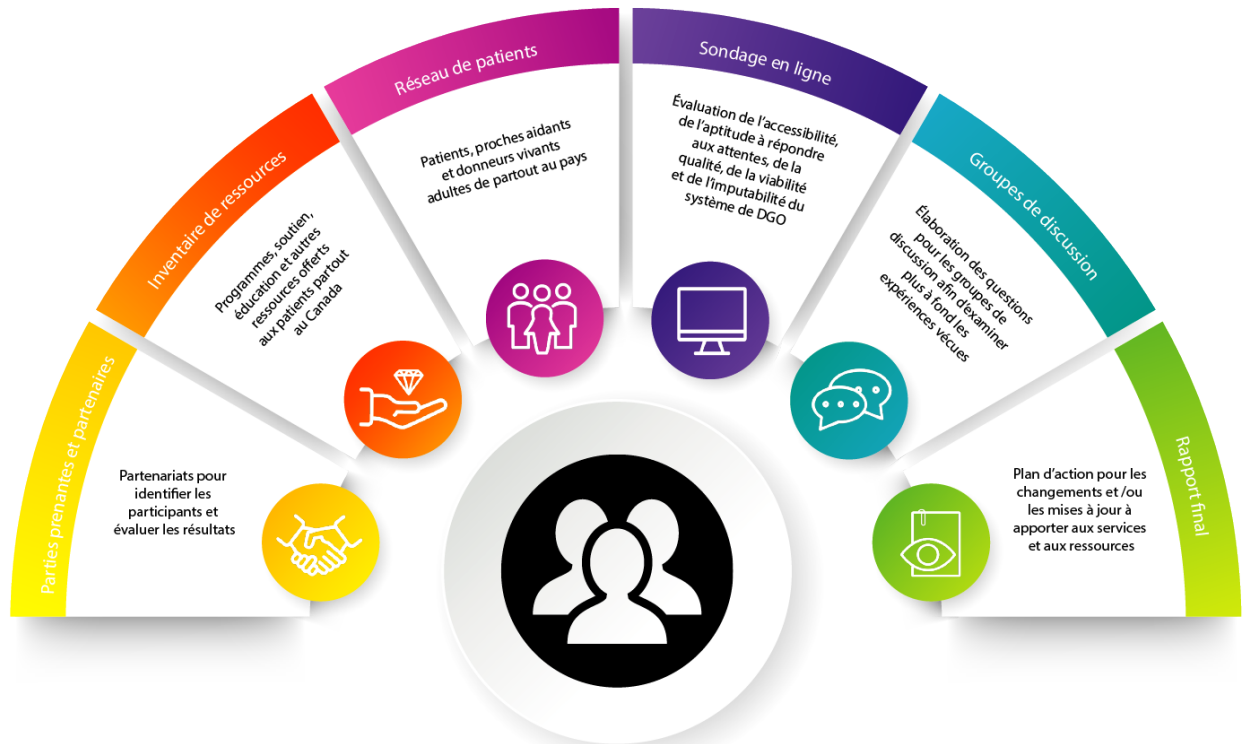 Parties prenantes et partenaires
Partenariats pour
identifier les
participants et
évaluer les résultats
Inventaire de ressources
Programmes, soutien,
éducation et autres
ressources offerts
aux patients partout
au Canada
Réseau de patients
Patients, proches aidants
et donneurs vivants
adultes de partout au pays
Sondage en ligne
Évaluation de l'accessibilité,
de l'aptitude à répondre
aux attentes, de la
qualité, de la viabilité
et de l'imputabilité du
système de DGO
Groupes de discussion
Élaboration des questions
pour les groupes de
discussion afin d'examiner
plus à fond les
expériences vécues
Rapport final
Plan d'action pour les
changements et /ou
les mises à jour à
apporter aux services
et aux ressources